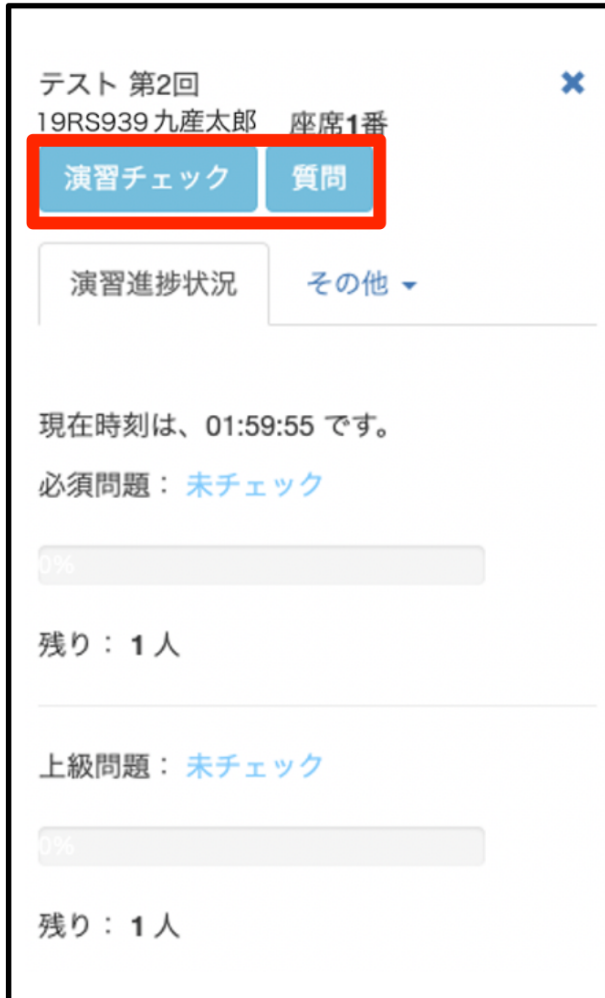 テスト 第2回
19RS939 九産太郎 座席1番
演習チェック 質問
演習進捗状況 その他
現在時刻は、01:59:55 です。
必須問題： 未チェック
0%
残り： 1 人
上級問題： 未チェック
0%
残り： 1 人